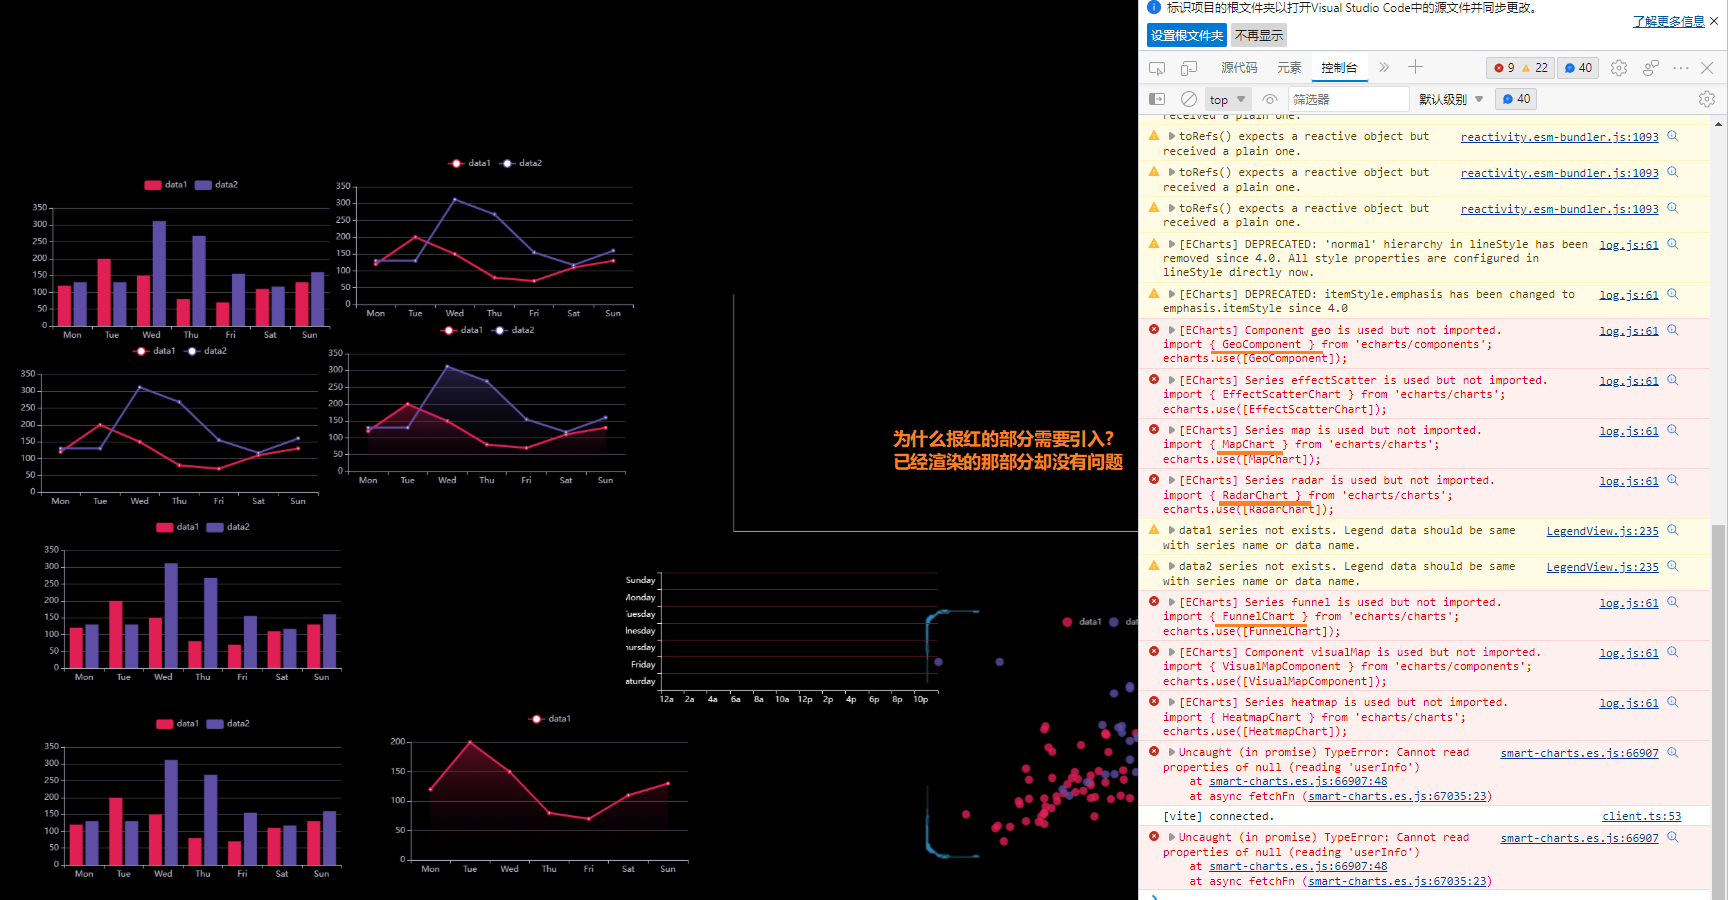 标识项目的根文件夹以打开Visual Studio Code中的源文件并同步更改。
了解更多信息
设置根文件夹 不再显示
源代码 元素 控制台 9 22 40
top 筛选器 默认级别 40
received a plain one.
toRefs() expects a reactive object but reactivity.esm-bundler.js:1093
received a plain one.
toRefs() expects a reactive object but reactivity.esm-bundler.js:1093
received a plain one.
toRefs() expects a reactive object but reactivity.esm-bundler.js:1093
received a plain one.
[ECharts] DEPRECATED: 'normal' hierarchy in lineStyle has been log.js:61
removed since 4.0. All style properties are configured in
lineStyle directly now.
[ECharts] DEPRECATED: itemStyle.emphasis has been changed to log.js:61
emphasis.itemStyle since 4.0
[ECharts] Component geo is used but not imported. log.js:61
import { GeoComponent } from 'echarts/components';
echarts.use([GeoComponent]);
[ECharts] Series effectScatter is used but not imported. log.js:61
import { EffectScatterChart } from 'echarts/charts';
echarts.use([EffectScatterChart]);
[ECharts] Series map is used but not imported. log.js:61
import { MapChart } from 'echarts/charts';
echarts.use([MapChart]);
[ECharts] Series radar is used but not imported. log.js:61
import { RadarChart } from 'echarts/charts';
echarts.use([RadarChart]);
data1 series not exists. Legend data should be same LegendView.js:235
with series name or data name.
data2 series not exists. Legend data should be same LegendView.js:235
with series name or data name.
[ECharts] Series funnel is used but not imported. log.js:61
import { FunnelChart } from 'echarts/charts';
echarts.use([FunnelChart]);
[ECharts] Component visualMap is used but not imported. log.js:61
import { VisualMapComponent } from 'echarts/components';
echarts.use([VisualMapComponent]);
[ECharts] Series heatmap is used but not imported. log.js:61
import { HeatmapChart } from 'echarts/charts';
echarts.use([HeatmapChart]);
Uncaught (in promise) TypeError: Cannot read smart-charts.es.js:66907
properties of null (reading 'userInfo')
at smart-charts.es.js:66907:48
at async fetchFn (smart-charts.es.js:67035:23)
[vite] connected. client.ts:53
Uncaught (in promise) TypeError: Cannot read smart-charts.es.js:66907
properties of null (reading 'userInfo')
at smart-charts.es.js:66907:48
at async fetchFn (smart-charts.es.js:67035:23)
为什么报红的部分需要引入?
已经渲染的那部分却没有问题
data1 data2
350
300
250
200
150
100
50
0
Mon Tue Wed Thu Fri Sat Sun
data1 data2
350
300
250
200
150
100
50
0
Mon Tue Wed Thu Fri Sat Sun
data1 data2
350
300
250
200
150
100
50
0
Mon Tue Wed Thu Fri Sat Sun
data1 data2
350
300
250
200
150
100
50
0
Mon Tue Wed Thu Fri Sat Sun
data1 data2
350
300
250
200
150
100
50
0
Mon Tue Wed Thu Fri Sat Sun
Sunday
Monday
uesday
dnesday
hursday
Friday
aturday
12a 2a 4a 6a 8a 10a 12p 2p 4p 6p 8p 10p
data1 dat
data1 data2
350
300
250
200
150
100
50
0
Mon Tue Wed Thu Fri Sat Sun
data1
200
150
100
50
0
Mon Tue Wed Thu Fri Sat Sun